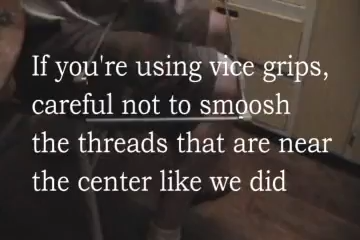 If you're using vice grips,
careful not to smoosh
the threads that are near
the center like we did